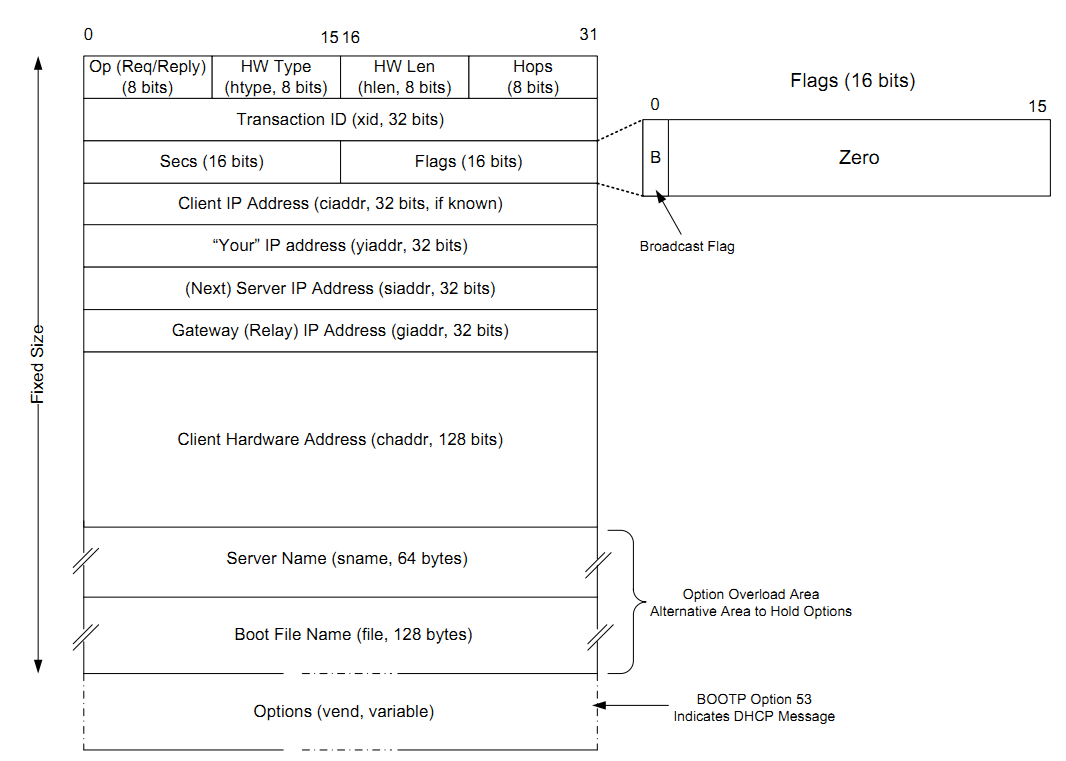 0
15
16
31
Op (Req/Reply)
(8 bits)
HW Type
(htype, 8 bits)
HW Len
(hlen, 8 bits)
Hops
(8 bits)
Transaction ID (xid, 32 bits)
Secs (16 bits)
Flags (16 bits)
Client IP Address (ciaddr, 32 bits, if known)
“Your” IP address (yiaddr, 32 bits)
(Next) Server IP Address (siaddr, 32 bits)
Gateway (Relay) IP Address (giaddr, 32 bits)
Client Hardware Address (chaddr, 128 bits)
Server Name (sname, 64 bytes)
Boot File Name (file, 128 bytes)
Options (vend, variable)
Fixed Size
Flags (16 bits)
0
15
B
Zero
Broadcast Flag
Option Overload Area
Alternative Area to Hold Options
BOOTP Option 53
Indicates DHCP Message